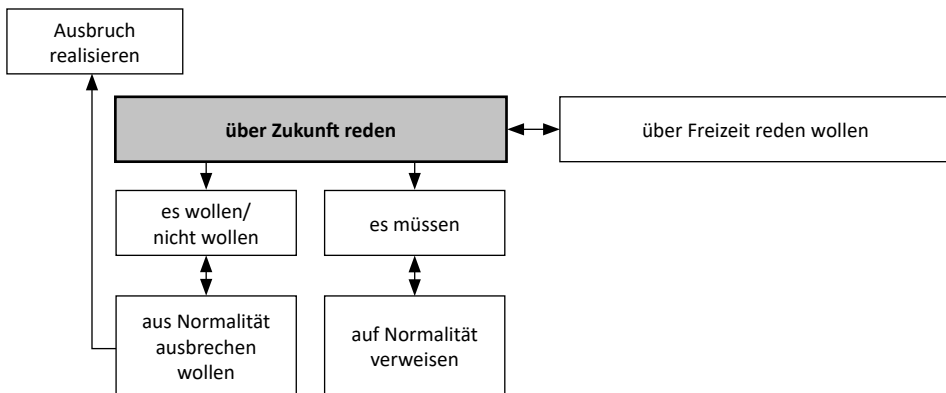 Ausbruch
realisieren
über Zukunft reden
über Freizeit reden wollen
es wollen/
nicht wollen
es müssen
aus Normalität
ausbrechen
wollen
auf Normalität
verweisen